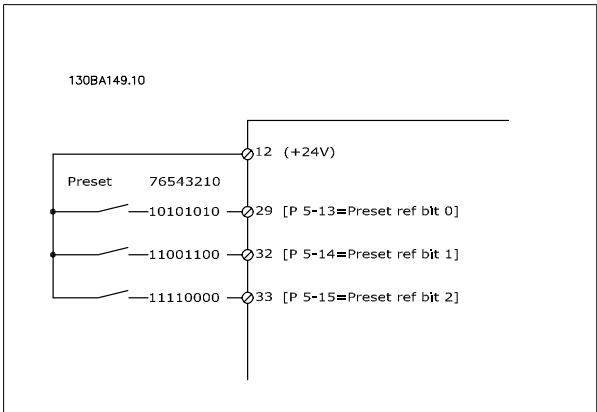 130BA149.10
12 (+24V)
Preset 76543210
10101010 29 [P 5-13=Preset ref bit 0]
11001100 32 [P 5-14=Preset ref bit 1]
11110000 33 [P 5-15=Preset ref bit 2]